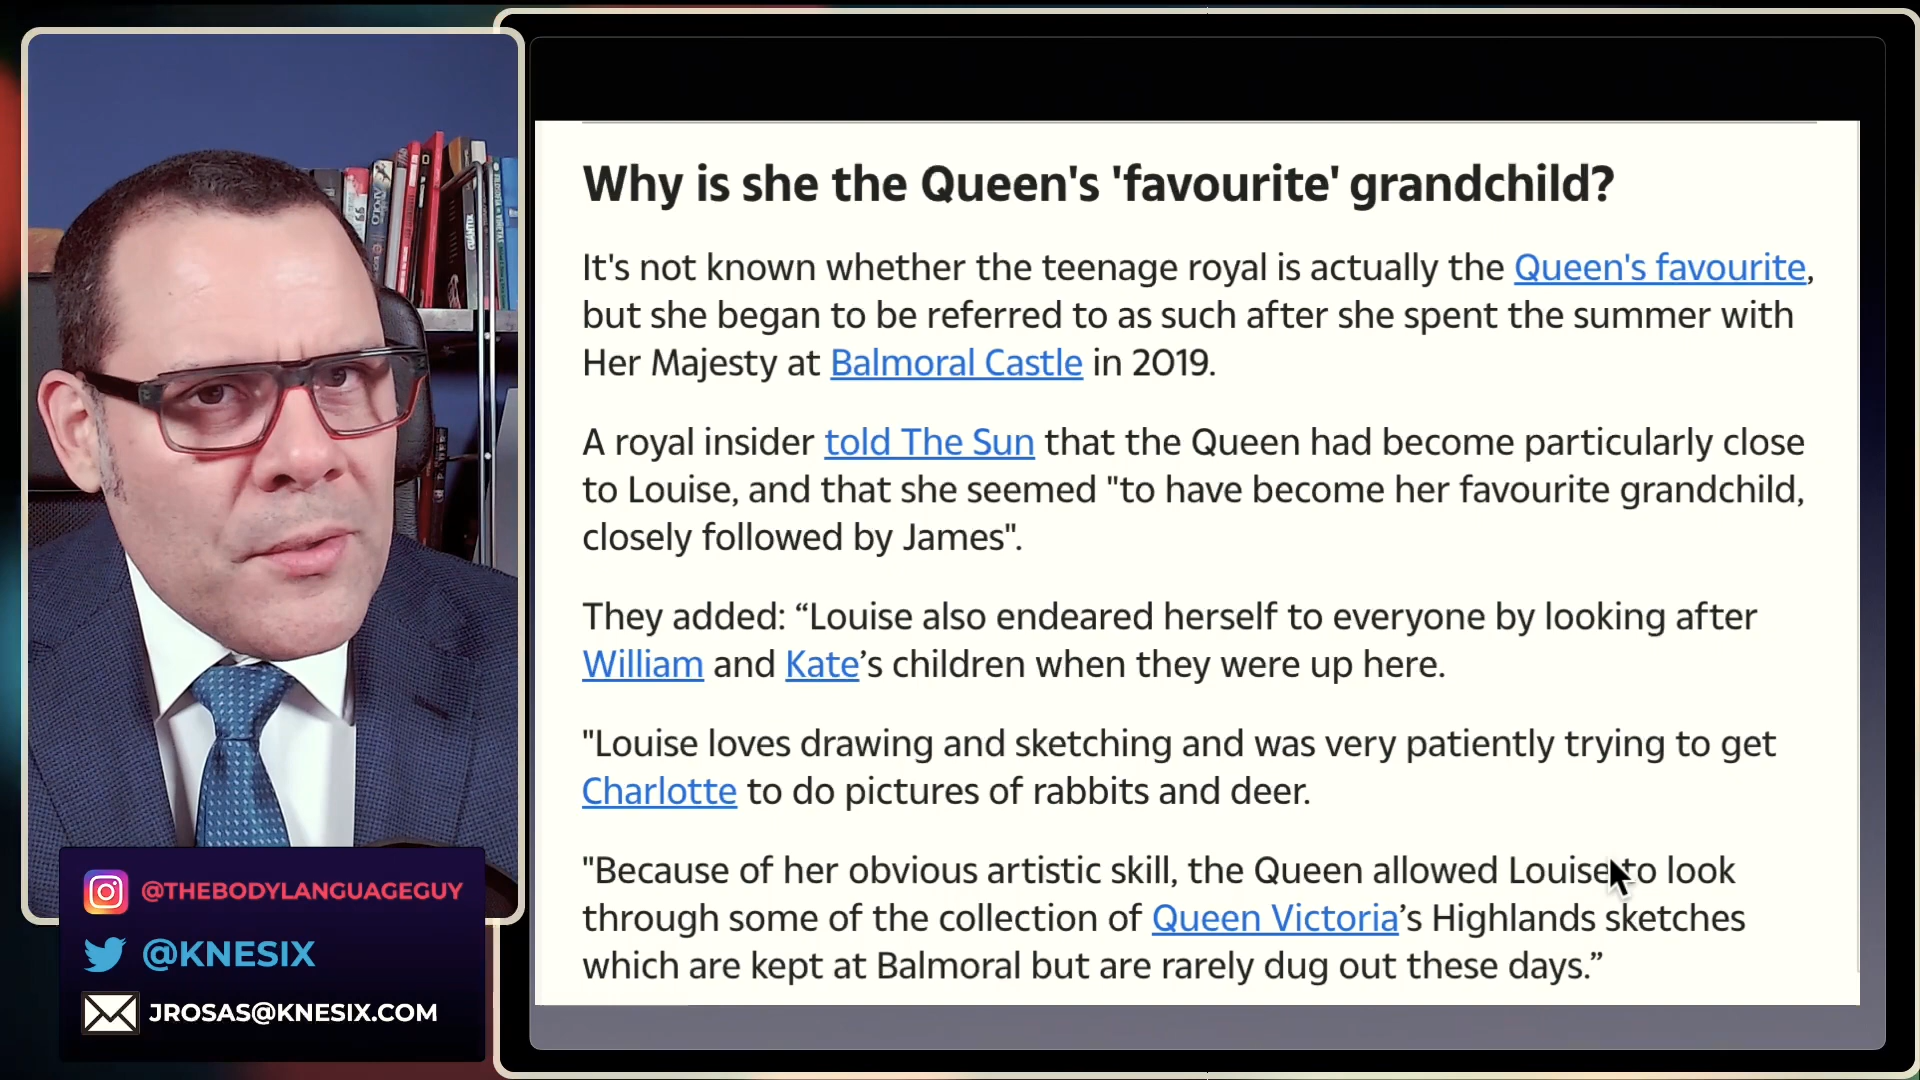 Why is she the Queen's 'favourite' grandchild?
It's not known whether the teenage royal is actually the Queen's favourite,
but she began to be referred to as such after she spent the summer with
Her Majesty at Balmoral Castle in 2019.
A royal insider told The Sun that the Queen had become particularly close
to Louise, and that she seemed "to have become her favourite grandchild,
closely followed by James".
They added: “Louise also endeared herself to everyone by looking after
William and Kate’s children when they were up here.
"Louise loves drawing and sketching and was very patiently trying to get
Charlotte to do pictures of rabbits and deer.
"Because of her obvious artistic skill, the Queen allowed Louise to look
through some of the collection of Queen Victoria’s Highlands sketches
which are kept at Balmoral but are rarely dug out these days.”
@THEBODYLANGUAGEGUY
@KNESIX
JROSAS@KNESIX.COM